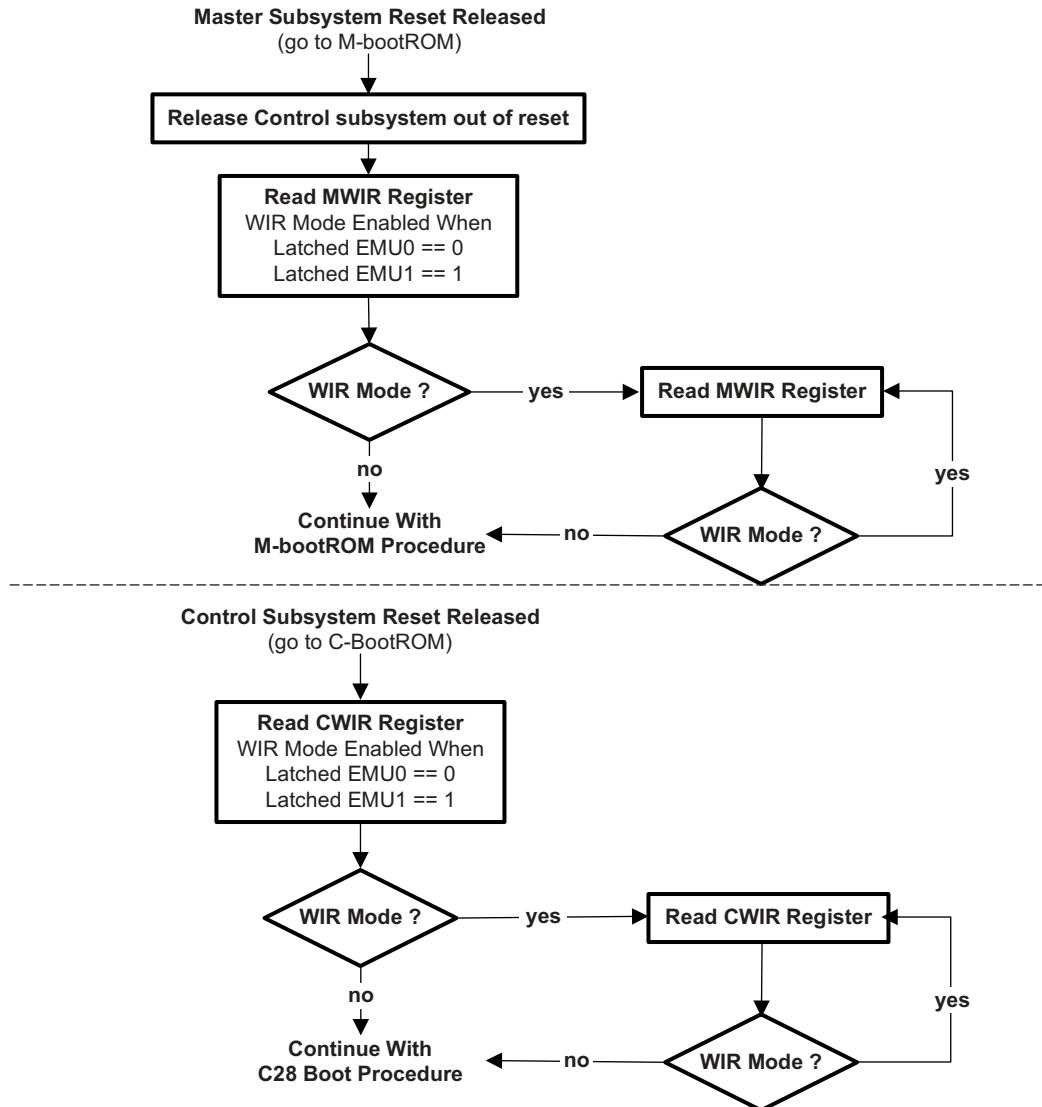 Master Subsystem Reset Released
(go to M-bootROM)
Release Control subsystem out of reset
Read MWIR Register
WIR Mode Enabled When
Latched EMU0 == 0
Latched EMU1 == 1
WIR Mode ?
yes
Read MWIR Register
no
yes
Continue With
M-bootROM Procedure
no
WIR Mode ?
Control Subsystem Reset Released
(go to C-BootROM)
Read CWIR Register
WIR Mode Enabled When
Latched EMU0 == 0
Latched EMU1 == 1
WIR Mode ?
yes
Read CWIR Register
no
yes
Continue With
C28 Boot Procedure
no
WIR Mode ?